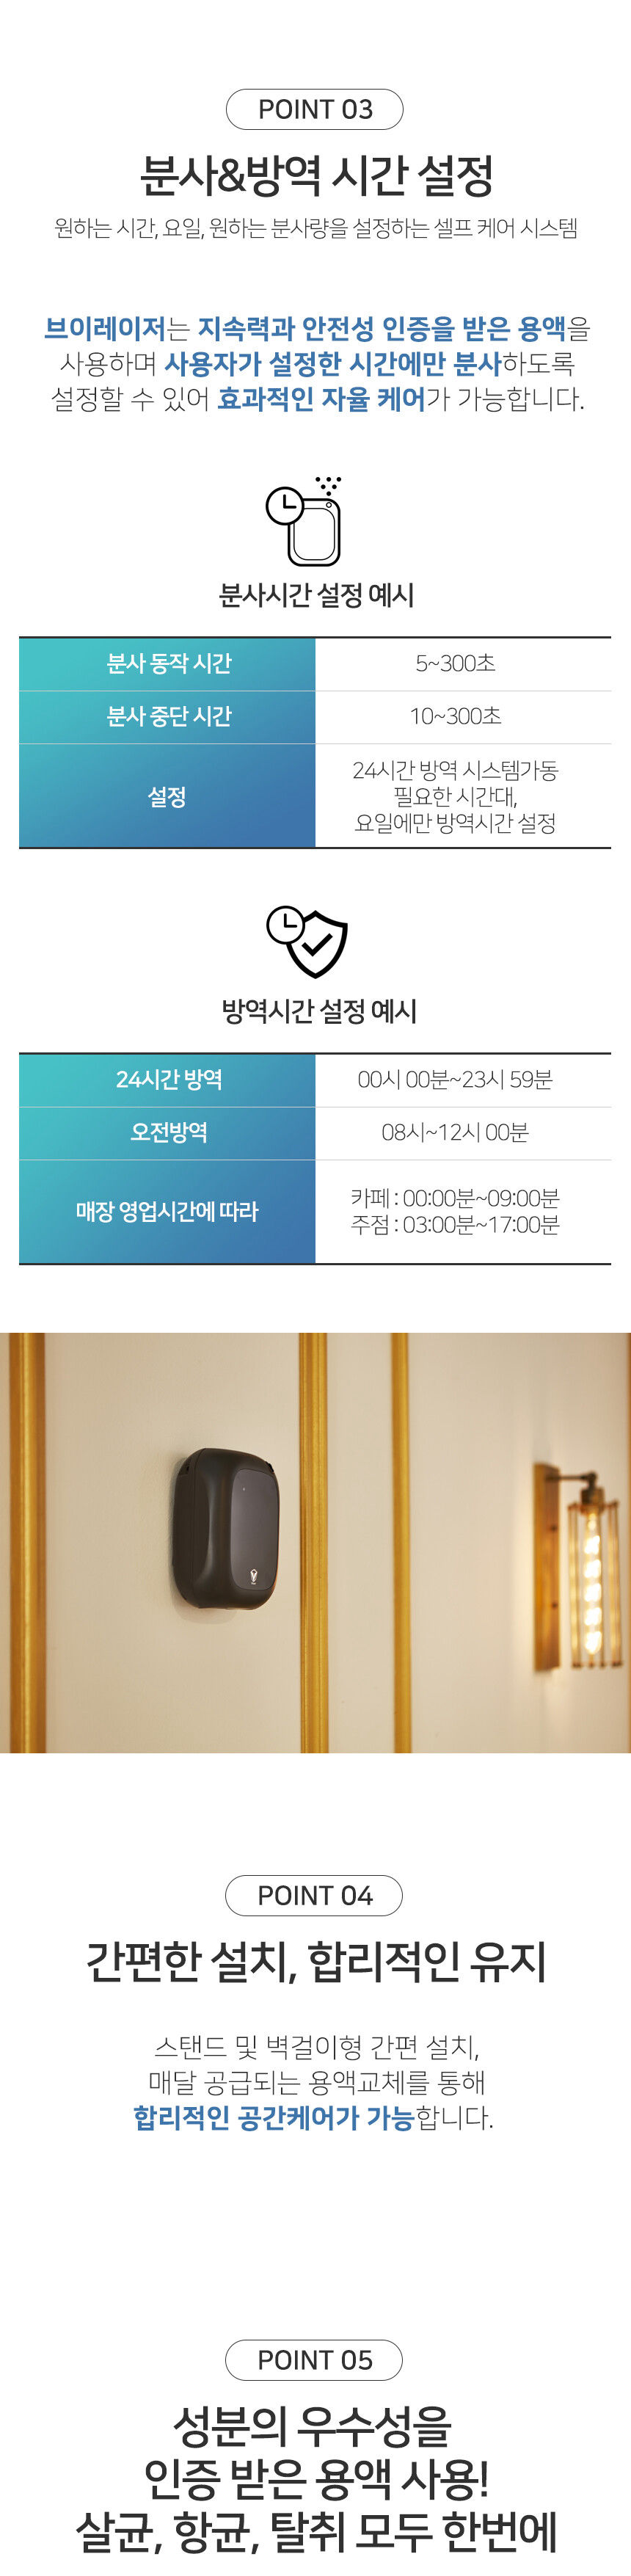 POINT 03
분사&방역 시간 설정
원하는 시간, 요일, 원하는 분사량을 설정하는 셀프 케어 시스템
브이레이저는 지속력과 안전성 인증을 받은 용액을
사용하며 사용자가 설정한 시간에만 분사하도록
설정할 수 있어 효과적인 자율 케어가 가능합니다.
분사시간 설정 예시
분사 동작 시간 5~300초
분사 중단 시간 10~300초
설정
24시간 방역 시스템가동
필요한 시간대,
요일에만 방역시간 설정
방역시간 설정 예시
24시간 방역 00시 00분~23시 59분
오전방역 08시~12시 00분
매장 영업시간에 따라
카페 : 00:00분~09:00분
주점 : 03:00분~17:00분
POINT 04
간편한 설치, 합리적인 유지
스탠드 및 벽걸이형 간편 설치,
매달 공급되는 용액교체를 통해
합리적인 공간케어가 가능합니다.
POINT 05
성분의 우수성을
인증 받은 용액 사용!
살균, 항균, 탈취 모두 한번에